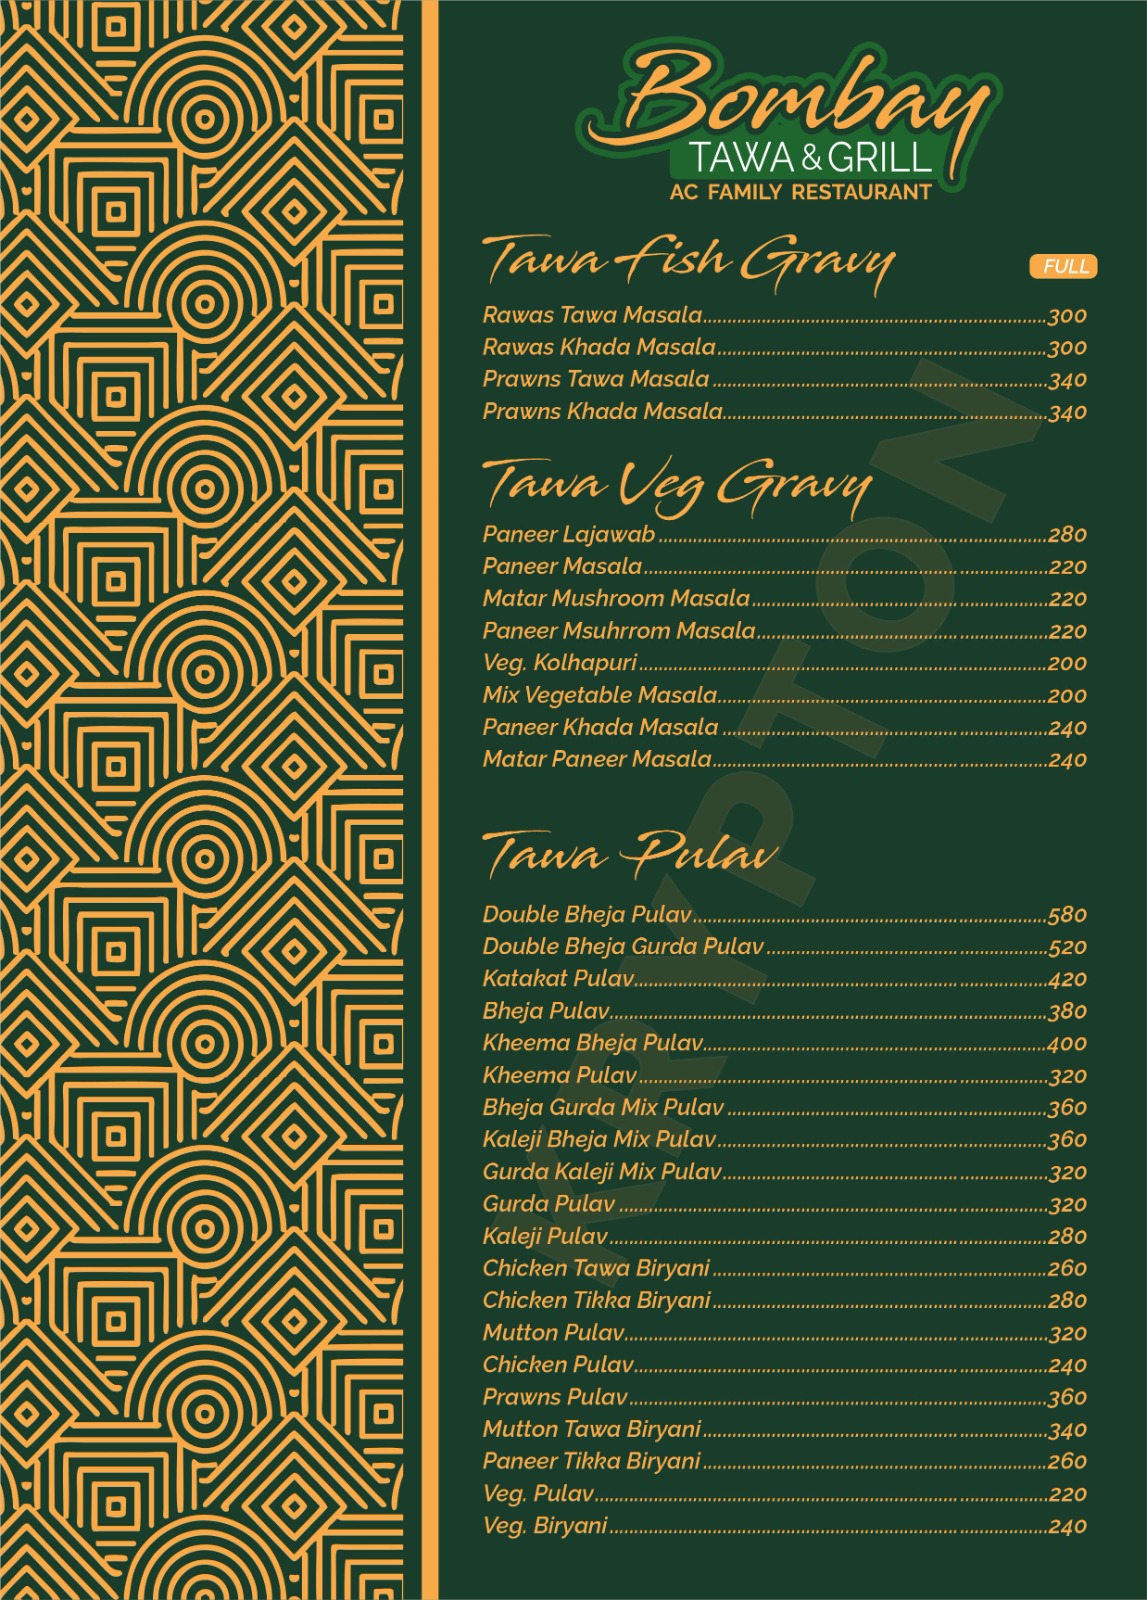 Bombay
TAWA & GRILL
AC FAMILY RESTAURANT
Tawa Fish Gravy FULL
Rawas Tawa Masala 300
Rawas Khada Masala 300
Prawns Tawa Masala 340
Prawns Khada Masala 340
Tawa Veg Gravy
Paneer Lajawab 280
Paneer Masala 220
Matar Mushroom Masala 220
Paneer Msuhrrom Masala 220
Veg. Kolhapuri 200
Mix Vegetable Masala 200
Paneer Khada Masala 240
Matar Paneer Masala 240
Tawa Pulav
Double Bheja Pulav 580
Double Bheja Gurda Pulav 520
Katakat Pulav 420
Bheja Pulav 380
Kheema Bheja Pulav 400
Kheema Pulav 320
Bheja Gurda Mix Pulav 360
Kaleji Bheja Mix Pulav 360
Gurda Kaleji Mix Pulav 320
Gurda Pulav 320
Kaleji Pulav 280
Chicken Tawa Biryani 260
Chicken Tikka Biryani 280
Mutton Pulav 320
Chicken Pulav 240
Prawns Pulav 360
Mutton Tawa Biryani 340
Paneer Tikka Biryani 260
Veg. Pulav 220
Veg. Biryani 240
KRYPTON